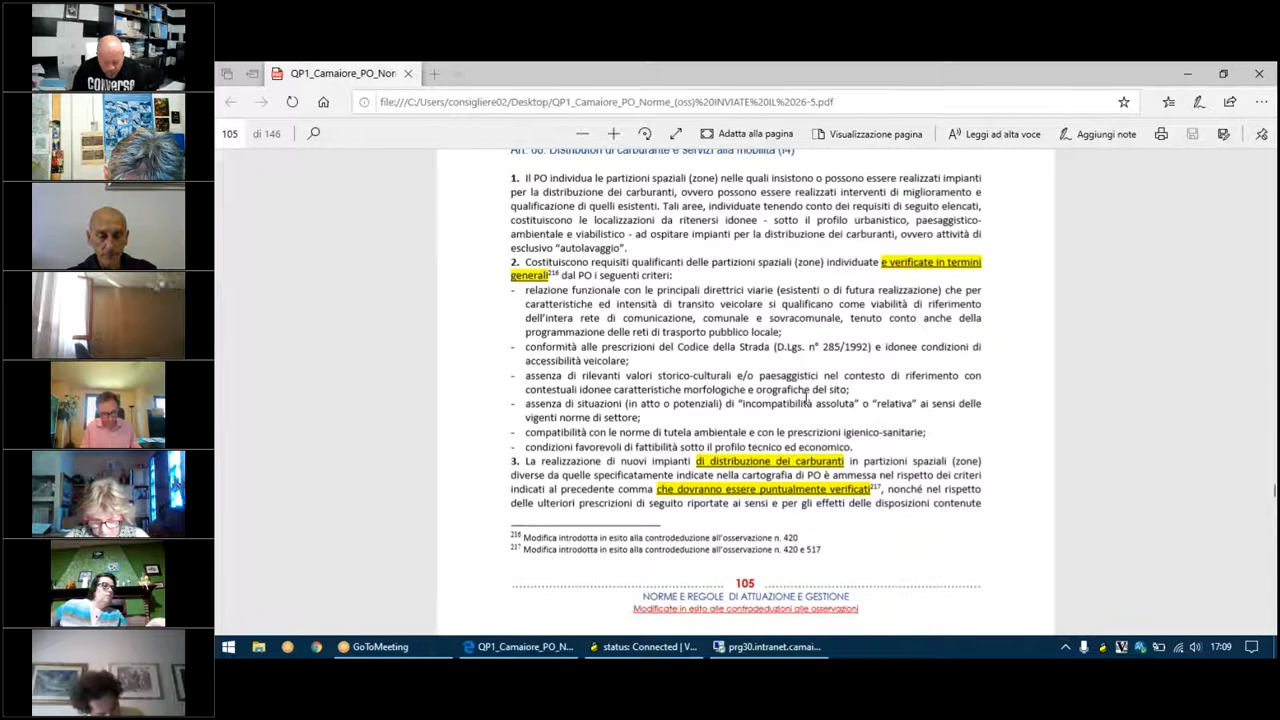 CONVERSE
QP1_Camaiore_PO_Nor
file:///C:/Users/consigliere02/Desktop/QP1_Camaiore_PO_Norme_(oss)%20INVIATE%20IL%2026-5.pdf
105 di 146
Adatta alla pagina
Visualizzazione pagina
Leggi ad alta voce
Aggiungi note
Distributori di carburante e servizi alla mobilità (f4)
1. Il PO individua le partizioni spaziali (zone) nelle quali insistono o possono essere realizzati impianti
per la distribuzione dei carburanti, ovvero possono essere realizzati interventi di miglioramento e
qualificazione di quelli esistenti. Tali aree, individuate tenendo conto dei requisiti di seguito elencati,
costituiscono le localizzazioni da ritenersi idonee - sotto il profilo urbanistico, paesaggistico-
ambientale e viabilistico - ad ospitare impianti per la distribuzione dei carburanti, ovvero attività di
esclusivo “autolavaggio”.
2. Costituiscono requisiti qualificanti delle partizioni spaziali (zone) individuate e verificate in termini
generali216 dal PO i seguenti criteri:
- relazione funzionale con le principali direttrici viarie (esistenti o di futura realizzazione) che per
caratteristiche ed intensità di transito veicolare si qualificano come viabilità di riferimento
dell’intera rete di comunicazione, comunale e sovracomunale, tenuto conto anche della
programmazione delle reti di trasporto pubblico locale;
- conformità alle prescrizioni del Codice della Strada (D.Lgs. n° 285/1992) e idonee condizioni di
accessibilità veicolare;
- assenza di rilevanti valori storico-culturali e/o paesaggistici nel contesto di riferimento con
contestuali idonee caratteristiche morfologiche e orografiche del sito;
- assenza di situazioni (in atto o potenziali) di “incompatibilità assoluta” o “relativa” ai sensi delle
vigenti norme di settore;
- compatibilità con le norme di tutela ambientale e con le prescrizioni igienico-sanitarie;
- condizioni favorevoli di fattibilità sotto il profilo tecnico ed economico.
3. La realizzazione di nuovi impianti di distribuzione dei carburanti in partizioni spaziali (zone)
diverse da quelle specificatamente indicate nella cartografia di PO è ammessa nel rispetto dei criteri
indicati al precedente comma che dovranno essere puntualmente verificati217, nonché nel rispetto
delle ulteriori prescrizioni di seguito riportate ai sensi e per gli effetti delle disposizioni contenute
216 Modifica introdotta in esito alla controdeduzione all’osservazione n. 420
217 Modifica introdotta in esito alla controdeduzione all’osservazione n. 420 e 517
105
NORME E REGOLE DI ATTUAZIONE E GESTIONE
Modificate in esito alle controdeduzioni alle osservazioni
GoToMeeting
QP1_Camaiore_PO_N...
status: Connected | V...
prg30.intranet.camai...
17:09